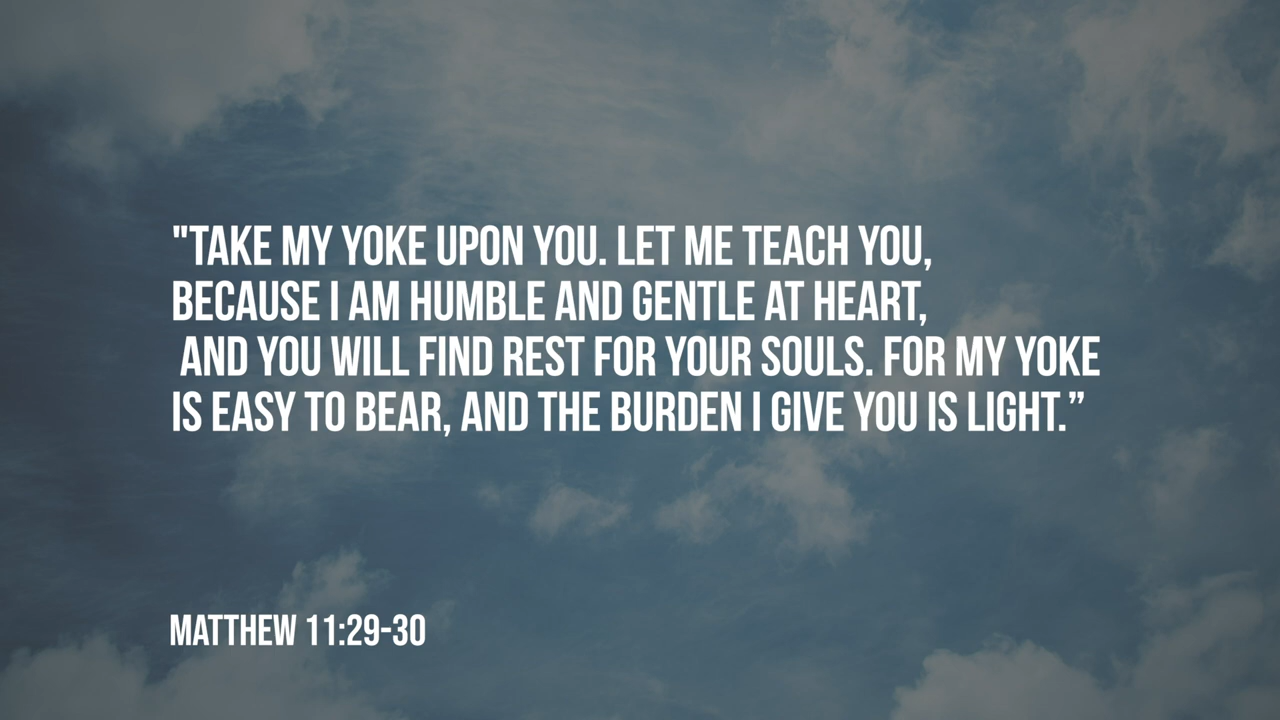 "TAKE MY YOKE UPON YOU. LET ME TEACH YOU,
BECAUSE I AM HUMBLE AND GENTLE AT HEART,
AND YOU WILL FIND REST FOR YOUR SOULS. FOR MY YOKE
IS EASY TO BEAR, AND THE BURDEN I GIVE YOU IS LIGHT.”
MATTHEW 11:29-30